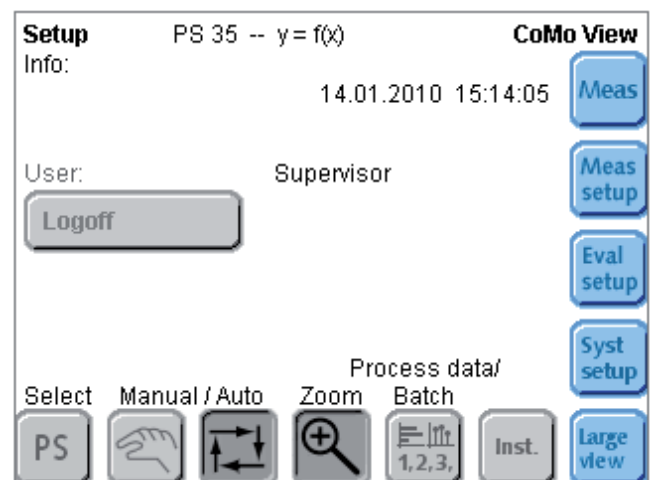 Setup PS 35 -- y = f(x) CoMo View
Info:
14.01.2010 15:14:05 Meas
User: Supervisor Meas setup
Logoff
Eval setup
Process data/ Syst setup
Select Manual / Auto Zoom Batch
PS 1,2,3, Inst. Large view